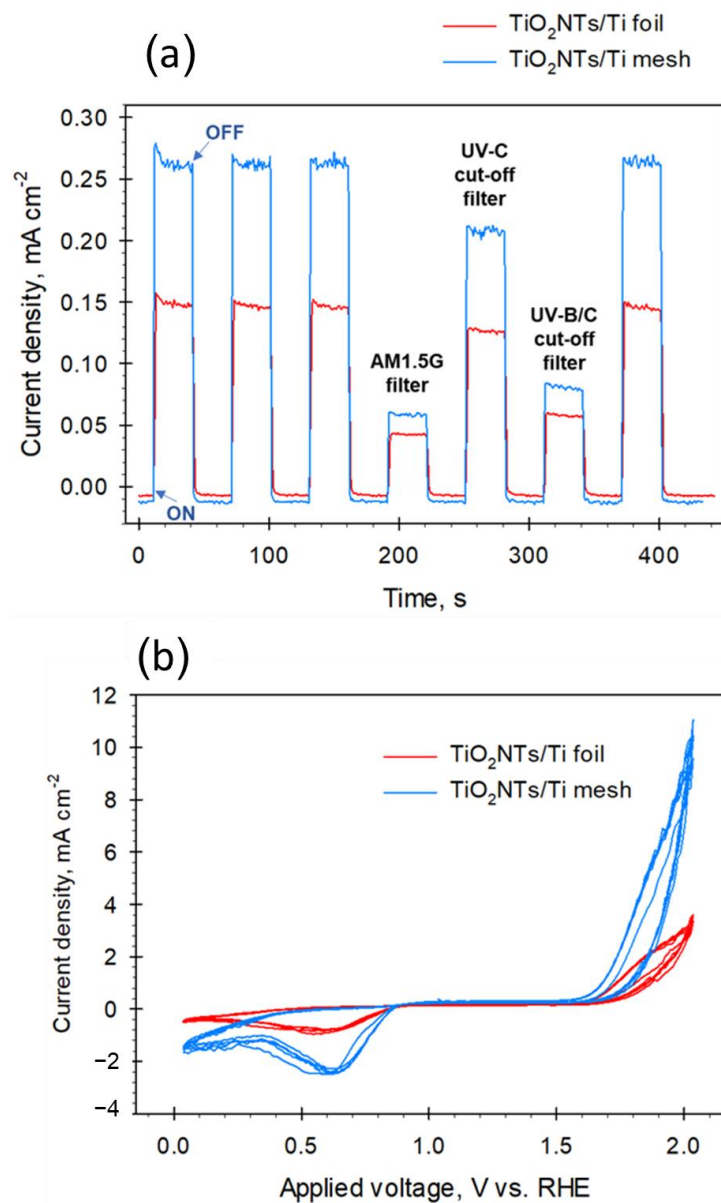 TiO₂NTs/Ti foil
TiO₂NTs/Ti mesh
(a)
0.30
0.25
0.20
0.15
0.10
0.05
0.00
Current density, mA cm⁻²
OFF
ON
UV-C
cut-off
filter
AM1.5G
filter
UV-B/C
cut-off
filter
0
100
200
300
400
Time, s
(b)
12
10
8
6
4
2
0
−2
−4
Current density, mA cm⁻²
TiO₂NTs/Ti foil
TiO₂NTs/Ti mesh
0.0
0.5
1.0
1.5
2.0
Applied voltage, V vs. RHE